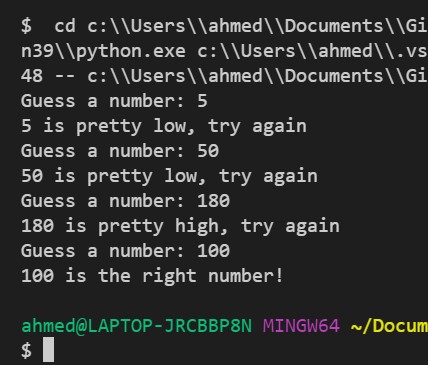 $  cd c:\\Users\\ahmed\\Documents\\Gi
n39\\python.exe c:\\Users\\ahmed\\.vs
48 -- c:\\Users\\ahmed\\Documents\\Gi
Guess a number: 5
5 is pretty low, try again
Guess a number: 50
50 is pretty low, try again
Guess a number: 180
180 is pretty high, try again
Guess a number: 100
100 is the right number!
ahmed@LAPTOP-JRCBBP8N MINGW64 ~/Docum
$